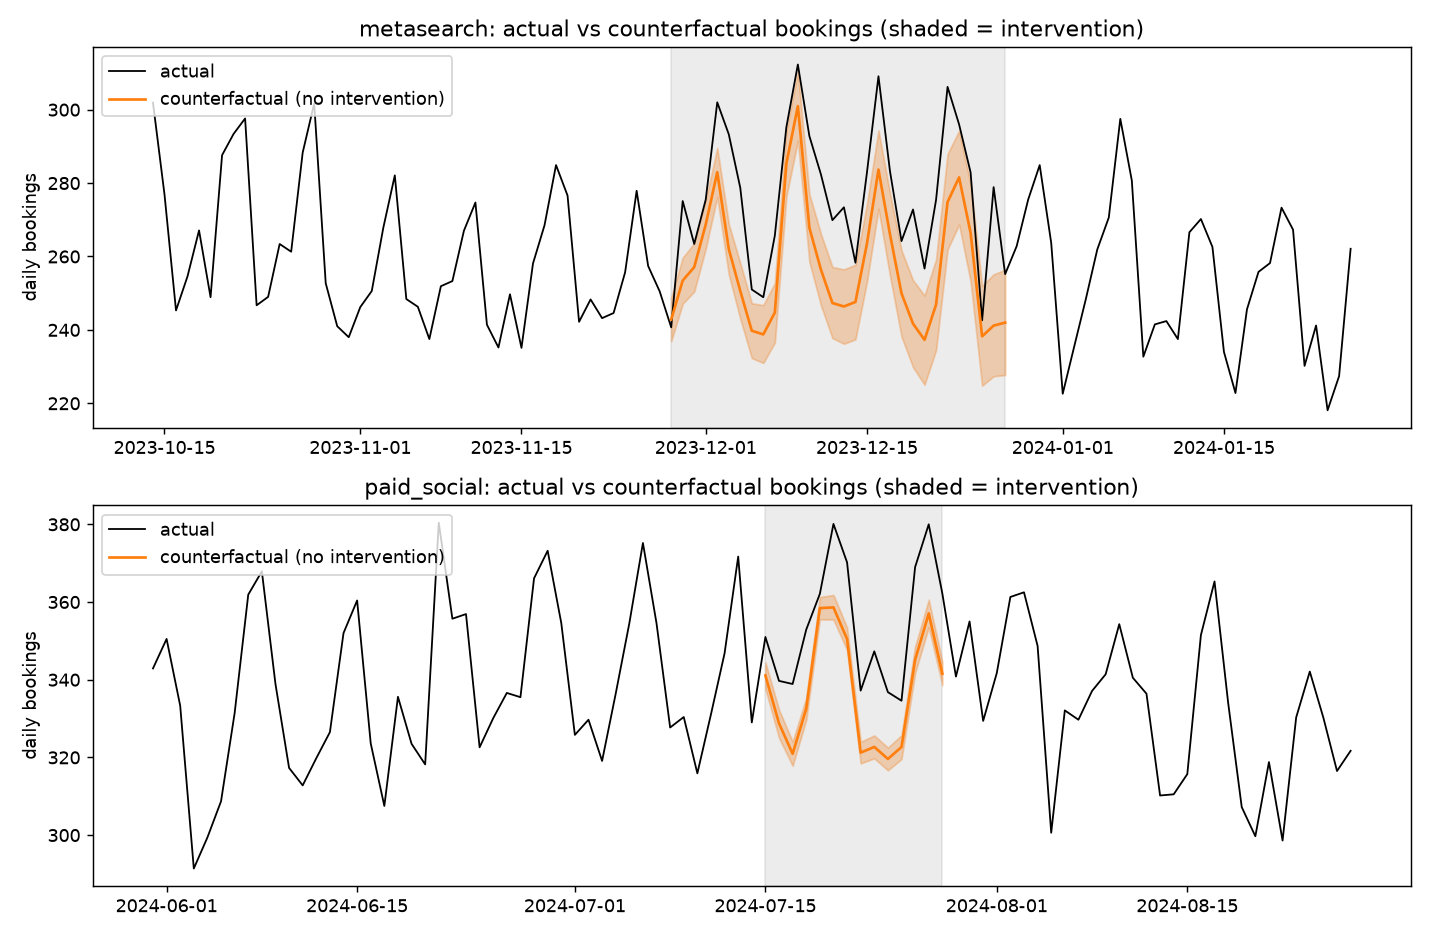 metasearch: actual vs counterfactual bookings (shaded = intervention)
actual
counterfactual (no intervention)
daily bookings
300
280
260
240
220
2023-10-15
2023-11-01
2023-11-15
2023-12-01
2023-12-15
2024-01-01
2024-01-15
paid_social: actual vs counterfactual bookings (shaded = intervention)
actual
counterfactual (no intervention)
daily bookings
380
360
340
320
300
2024-06-01
2024-06-15
2024-07-01
2024-07-15
2024-08-01
2024-08-15